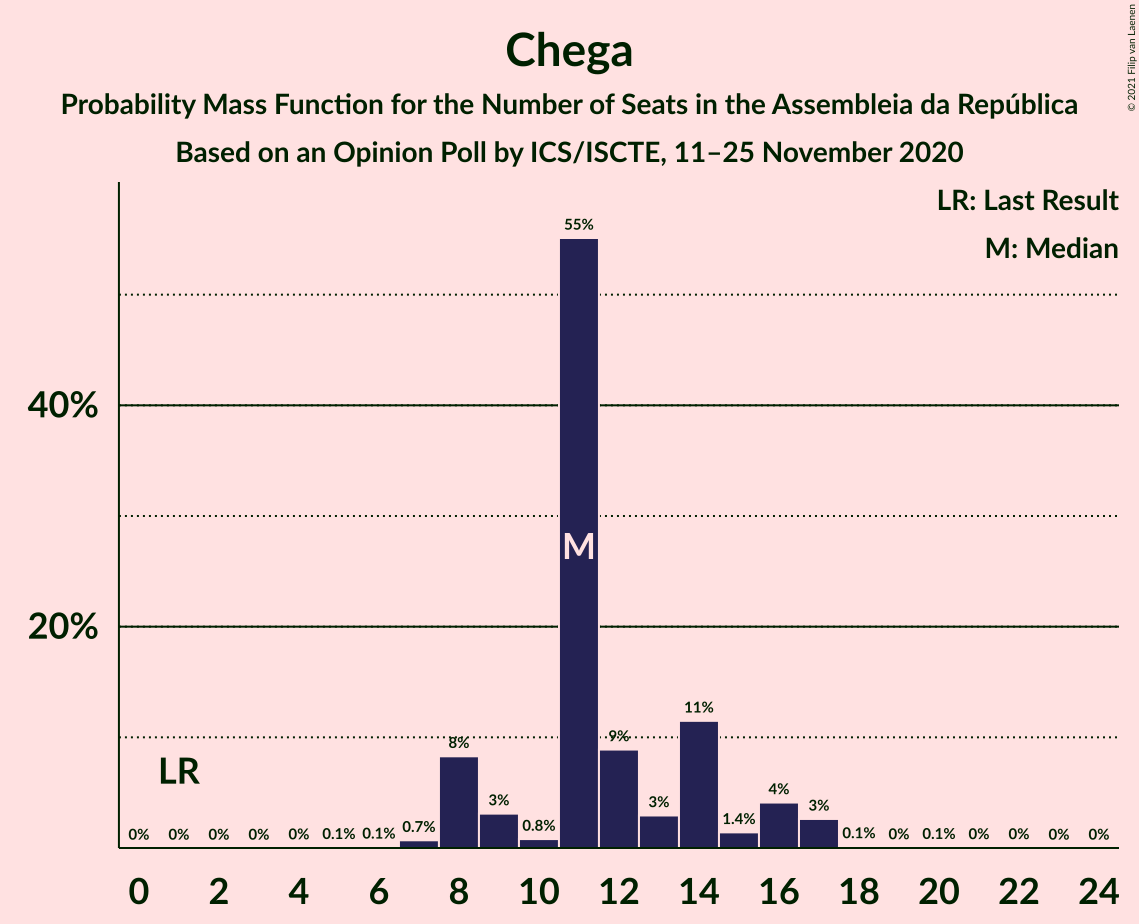 Chega
Probability Mass Function for the Number of Seats in the Assembleia da República
Based on an Opinion Poll by ICS/ISCTE, 11–25 November 2020
© 2021 Filip van Laenen
LR: Last Result
M: Median
40%
20%
0% 0% 0% 0% 0% 0.1% 0.1% 0.7% 8% 3% 0.8% 55% 9% 3% 11% 1.4% 4% 3% 0.1% 0% 0.1% 0% 0% 0% 0%
LR
M
0 2 4 6 8 10 12 14 16 18 20 22 24